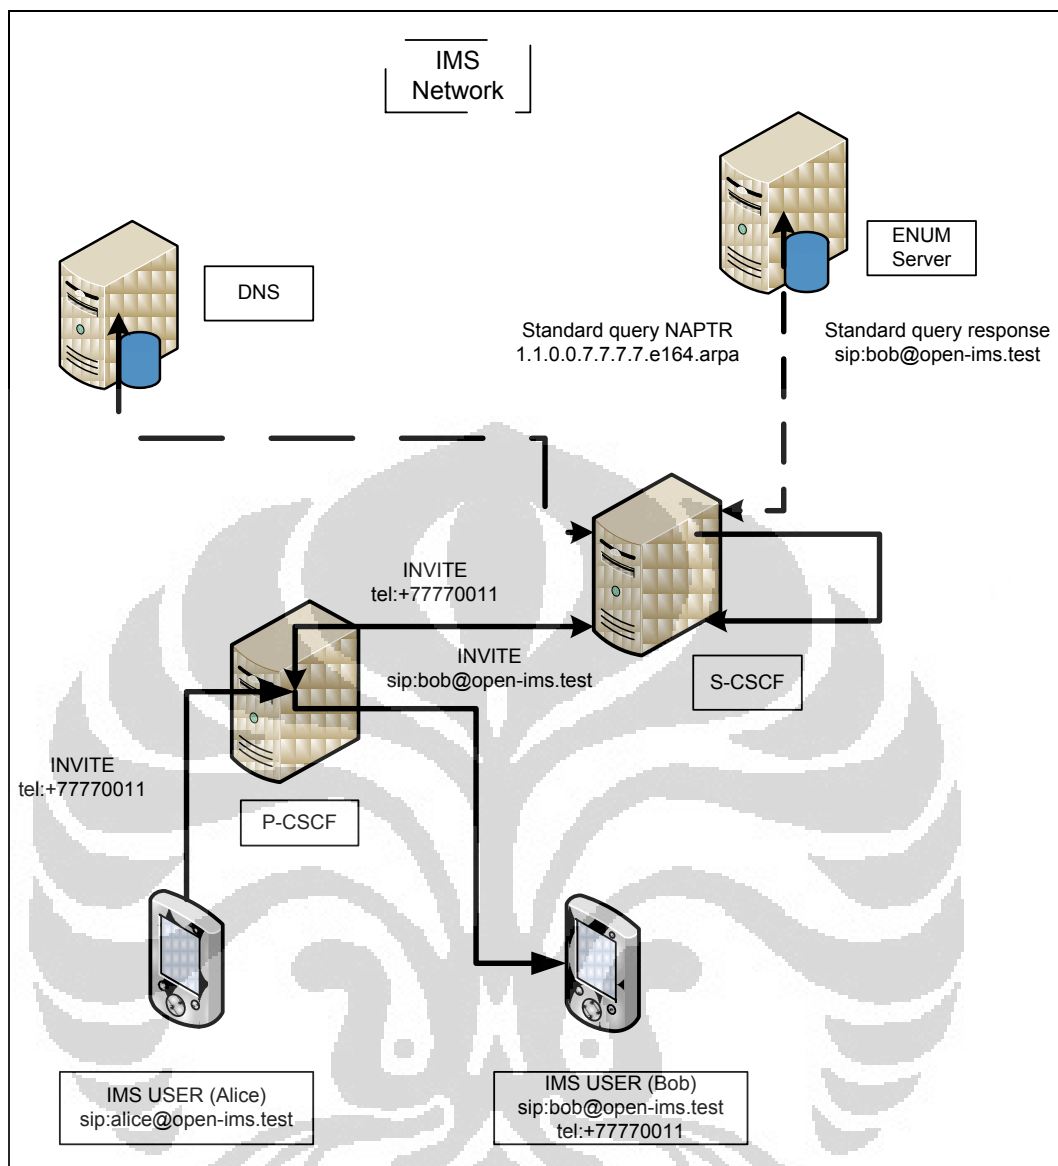 IMS
Network
ENUM
Server
DNS
Standard query NAPTR
1.1.0.0.7.7.7.7.e164.arpa
Standard query response
sip:bob@open-ims.test
INVITE
tel:+77770011
INVITE
sip:bob@open-ims.test
S-CSCF
INVITE
tel:+77770011
P-CSCF
IMS USER (Alice)
sip:alice@open-ims.test
IMS USER (Bob)
sip:bob@open-ims.test
tel:+77770011